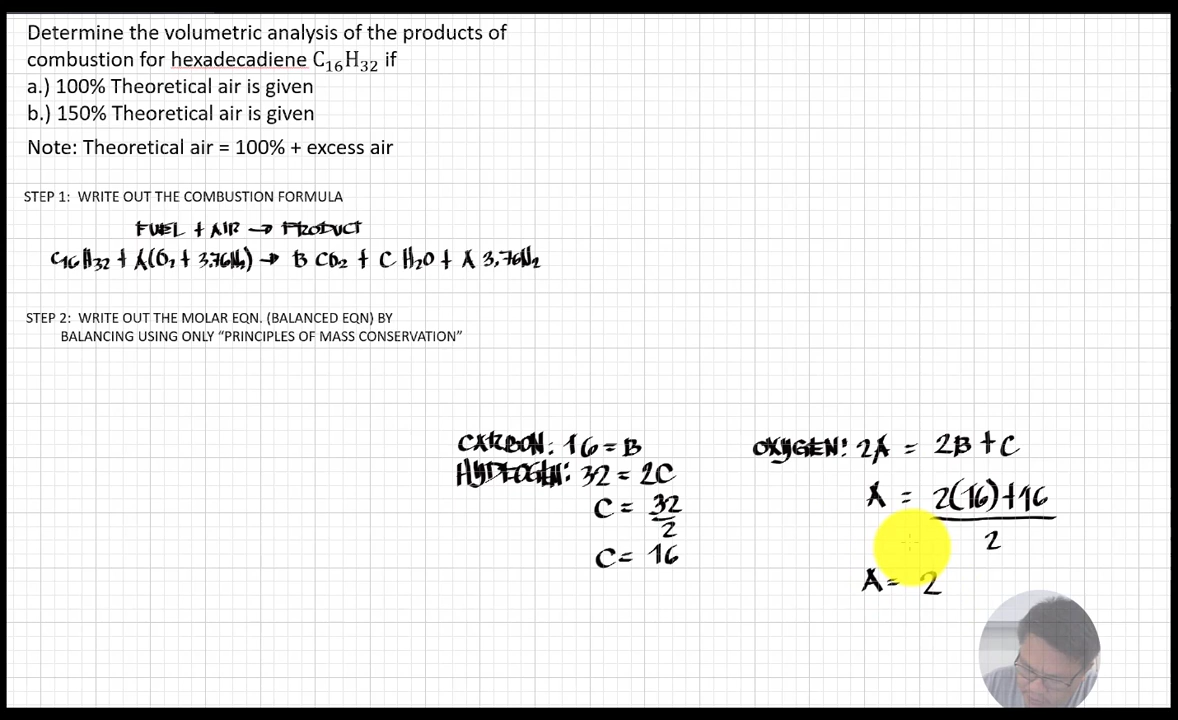 Determine the volumetric analysis of the products of
combustion for hexadecadiene C₁₆H₃₂ if
a.) 100% Theoretical air is given
b.) 150% Theoretical air is given
Note: Theoretical air = 100% + excess air
STEP 1: WRITE OUT THE COMBUSTION FORMULA
FUEL + AIR → PRODUCT
C16H32 + A(O2 + 3.76N2) → B CO2 + C H2O + A 3.76N2
STEP 2: WRITE OUT THE MOLAR EQN. (BALANCED EQN) BY
BALANCING USING ONLY “PRINCIPLES OF MASS CONSERVATION”
CARBON: 16 = B
HYDROGEN: 32 = 2C
C = 32/2
C = 16
OXYGEN: 2A = 2B + C
A = 2(16)+16
2
A = 2